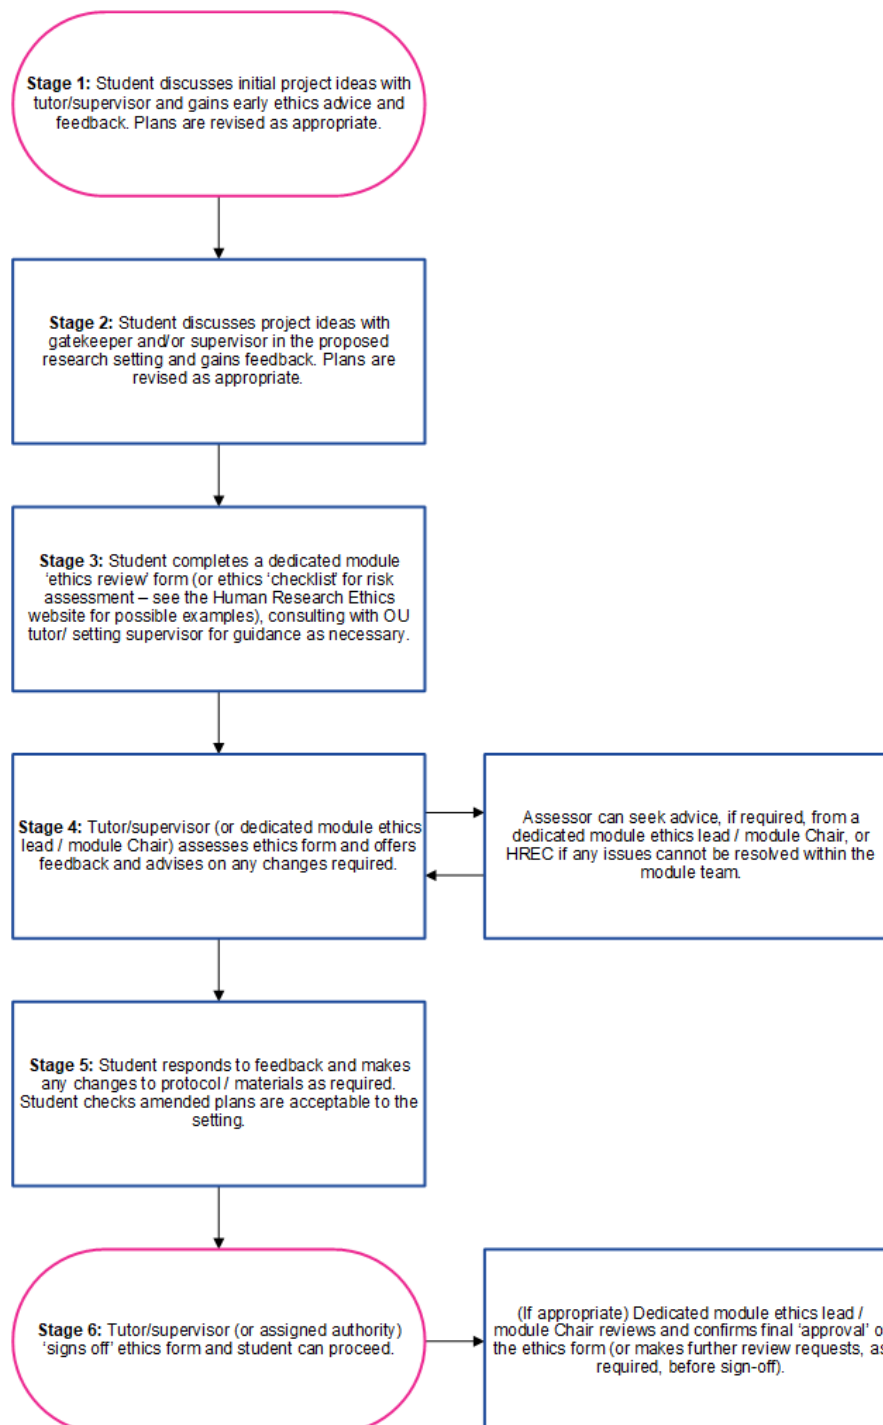 Stage 1: Student discusses initial project ideas with
tutor/supervisor and gains early ethics advice and
feedback. Plans are revised as appropriate.
Stage 2: Student discusses project ideas with
gatekeeper and/or supervisor in the proposed
research setting and gains feedback. Plans are
revised as appropriate.
Stage 3: Student completes a dedicated module
'ethics review' form (or ethics 'checklist' for risk
assessment – see the Human Research Ethics
website for possible examples), consulting with OU
tutor/ setting supervisor for guidance as necessary.
Stage 4: Tutor/supervisor (or dedicated module ethics
lead / module Chair) assesses ethics form and offers
feedback and advises on any changes required.
Assessor can seek advice, if required, from a
dedicated module ethics lead / module Chair, or
HREC if any issues cannot be resolved within the
module team.
Stage 5: Student responds to feedback and makes
any changes to protocol / materials as required.
Student checks amended plans are acceptable to the
setting.
Stage 6: Tutor/supervisor (or assigned authority)
'signs off' ethics form and student can proceed.
(If appropriate) Dedicated module ethics lead /
module Chair reviews and confirms final 'approval' o
the ethics form (or makes further review requests, as
required, before sign-off).